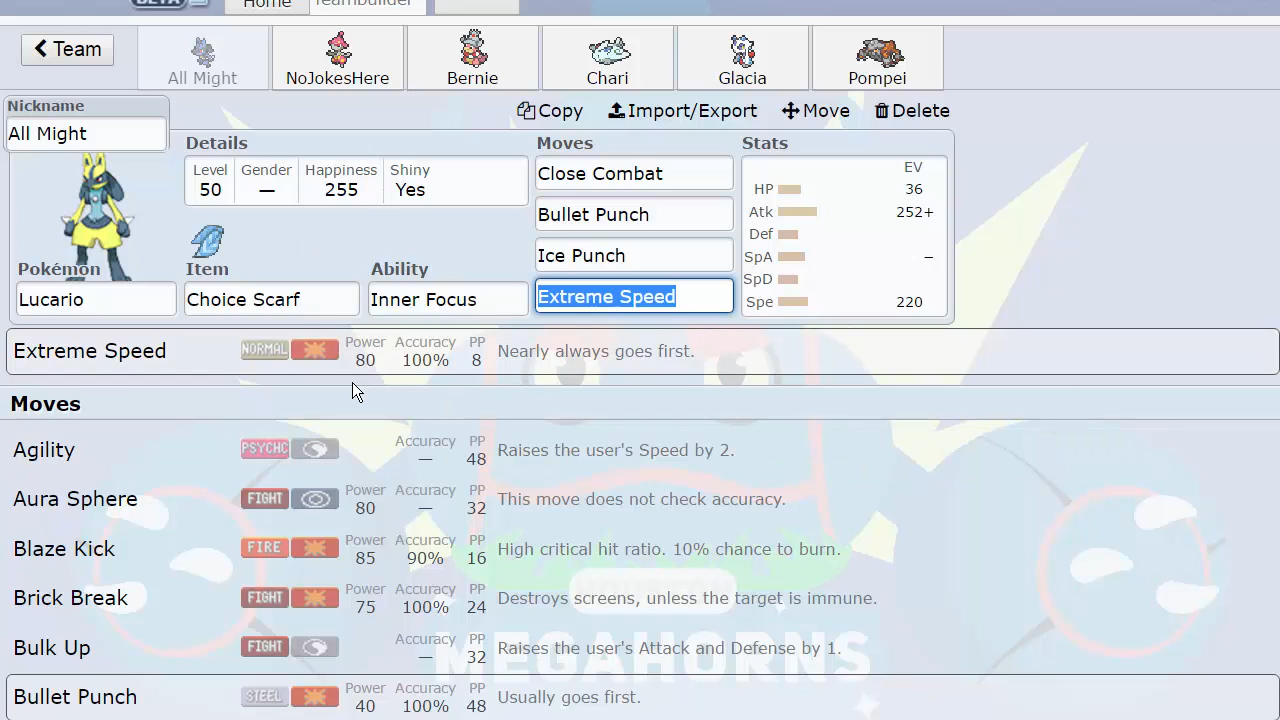 BETA
Home
Teambuilder
Team
All Might
NoJokesHere
Bernie
Chari
Glacia
Pompei
Nickname
All Might
Copy
Import/Export
Move
Delete
Details
Level
50
Gender
—
Happiness
255
Shiny
Yes
Pokémon
Lucario
Item
Choice Scarf
Ability
Inner Focus
Moves
Close Combat
Bullet Punch
Ice Punch
Extreme Speed
Stats
EV
HP 36
Atk 252+
Def
SpA –
SpD
Spe 220
Extreme Speed NORMAL Power 80 Accuracy 100% PP 8 Nearly always goes first.
Moves
Agility PSYCHC Accuracy — PP 48 Raises the user's Speed by 2.
Aura Sphere FIGHT Power 80 Accuracy — PP 32 This move does not check accuracy.
Blaze Kick FIRE Power 85 Accuracy 90% PP 16 High critical hit ratio. 10% chance to burn.
Brick Break FIGHT Power 75 Accuracy 100% PP 24 Destroys screens, unless the target is immune.
Bulk Up FIGHT Accuracy — PP 32 Raises the user's Attack and Defense by 1.
MEGAHORNS
Bullet Punch STEEL Power 40 Accuracy 100% PP 48 Usually goes first.